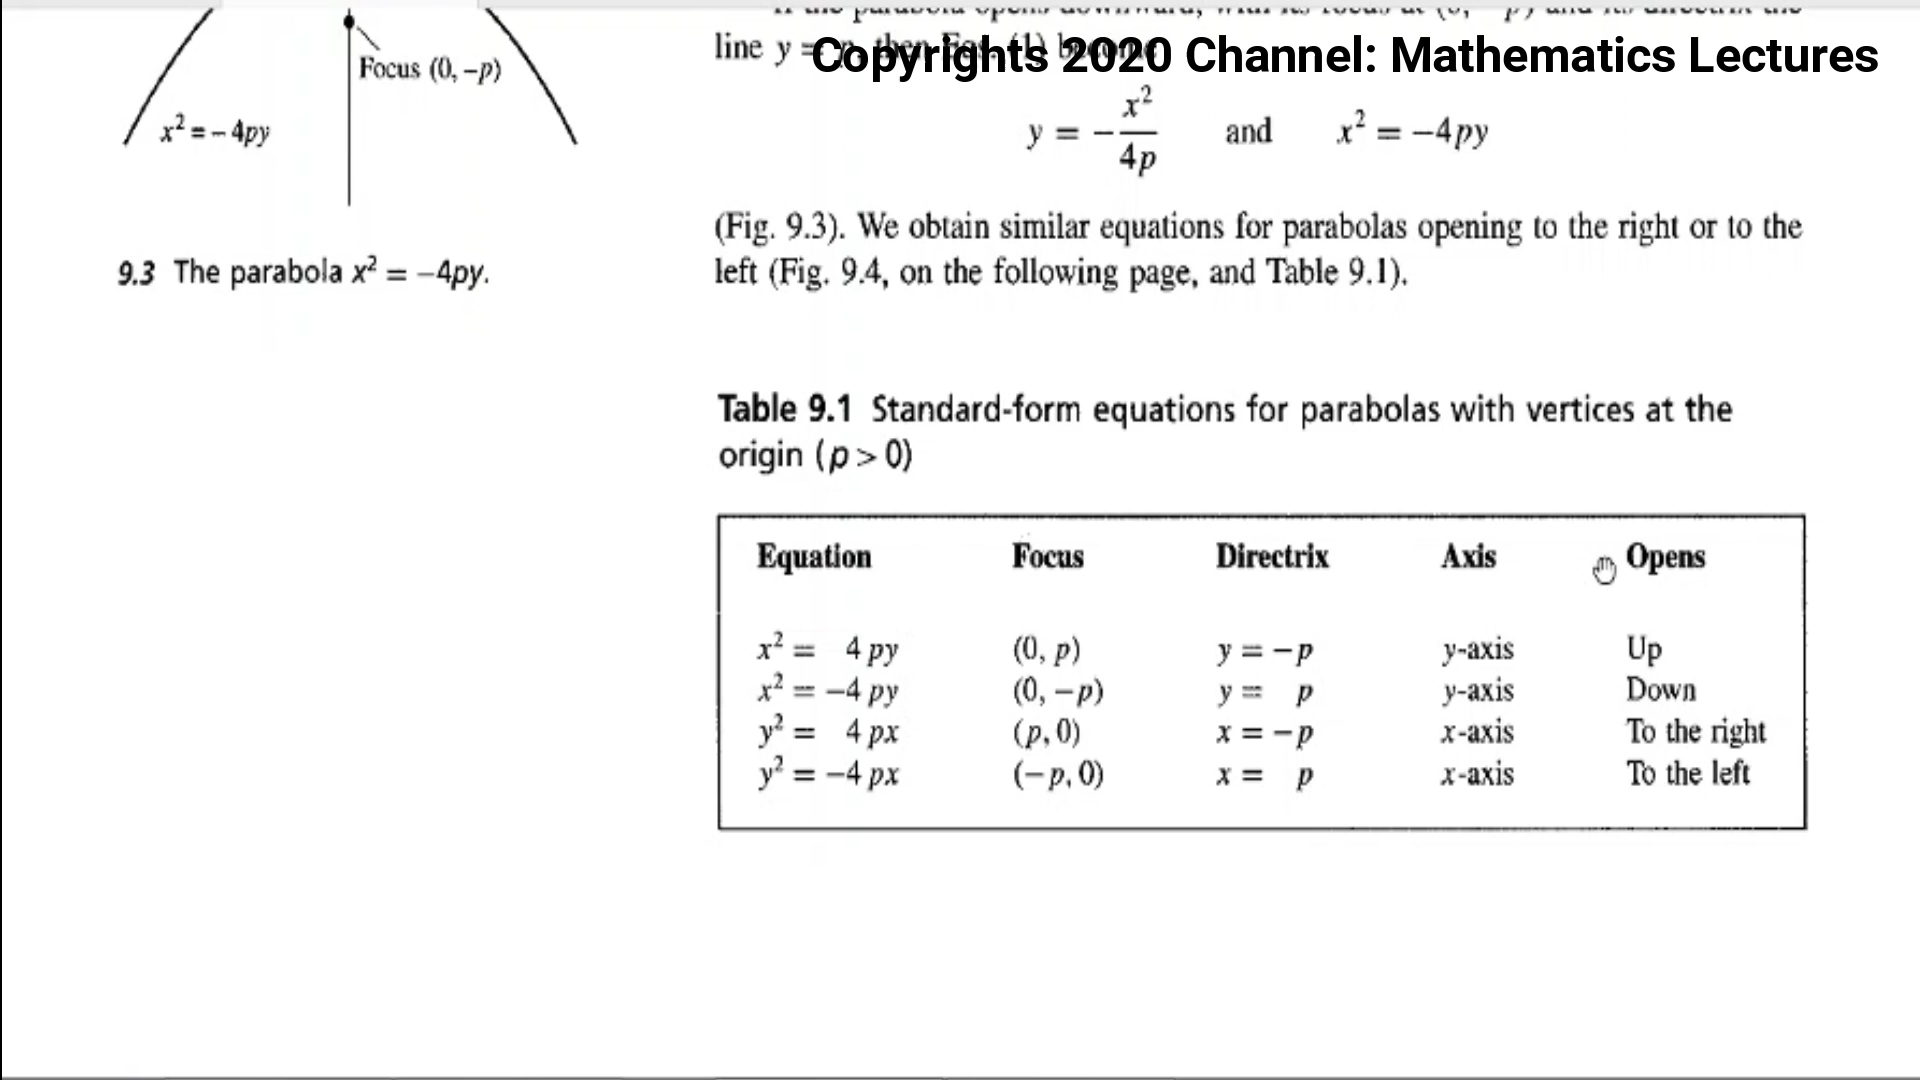 Focus (0, –p)
x² = – 4py
9.3 The parabola x² = –4py.
Copyrights 2020 Channel: Mathematics Lectures
line y =
y = – x²/4p and x² = –4py
(Fig. 9.3). We obtain similar equations for parabolas opening to the right or to the
left (Fig. 9.4, on the following page, and Table 9.1).
Table 9.1 Standard-form equations for parabolas with vertices at the
origin (p > 0)
Equation Focus Directrix Axis Opens
x² = 4py (0, p) y = –p y-axis Up
x² = –4py (0, –p) y = p y-axis Down
y² = 4px (p, 0) x = –p x-axis To the right
y² = –4px (–p, 0) x = p x-axis To the left